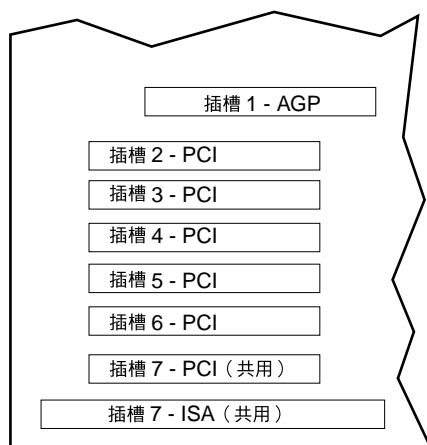 插槽 1 - AGP
插槽 2 - PCI
插槽 3 - PCI
插槽 4 - PCI
插槽 5 - PCI
插槽 6 - PCI
插槽 7 - PCI（共用）
插槽 7 - ISA（共用）